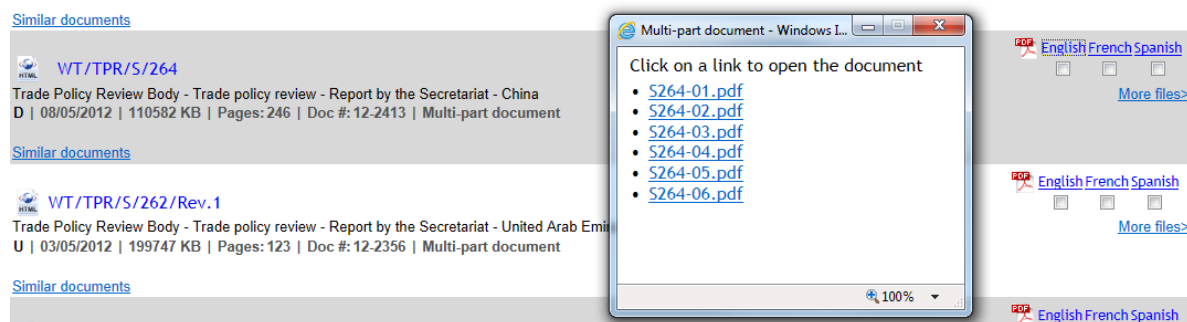 Similar documents
HTML WT/TPR/S/264
Trade Policy Review Body - Trade policy review - Report by the Secretariat - China
D | 08/05/2012 | 110582 KB | Pages: 246 | Doc #: 12-2413 | Multi-part document
PDF English French Spanish
More files>
Similar documents
HTML WT/TPR/S/262/Rev.1
Trade Policy Review Body - Trade policy review - Report by the Secretariat - United Arab Emi
U | 03/05/2012 | 199747 KB | Pages: 123 | Doc #: 12-2356 | Multi-part document
PDF English French Spanish
More files>
Similar documents
PDF English French Spanish
Multi-part document - Windows I...
Click on a link to open the document
• S264-01.pdf
• S264-02.pdf
• S264-03.pdf
• S264-04.pdf
• S264-05.pdf
• S264-06.pdf
100%